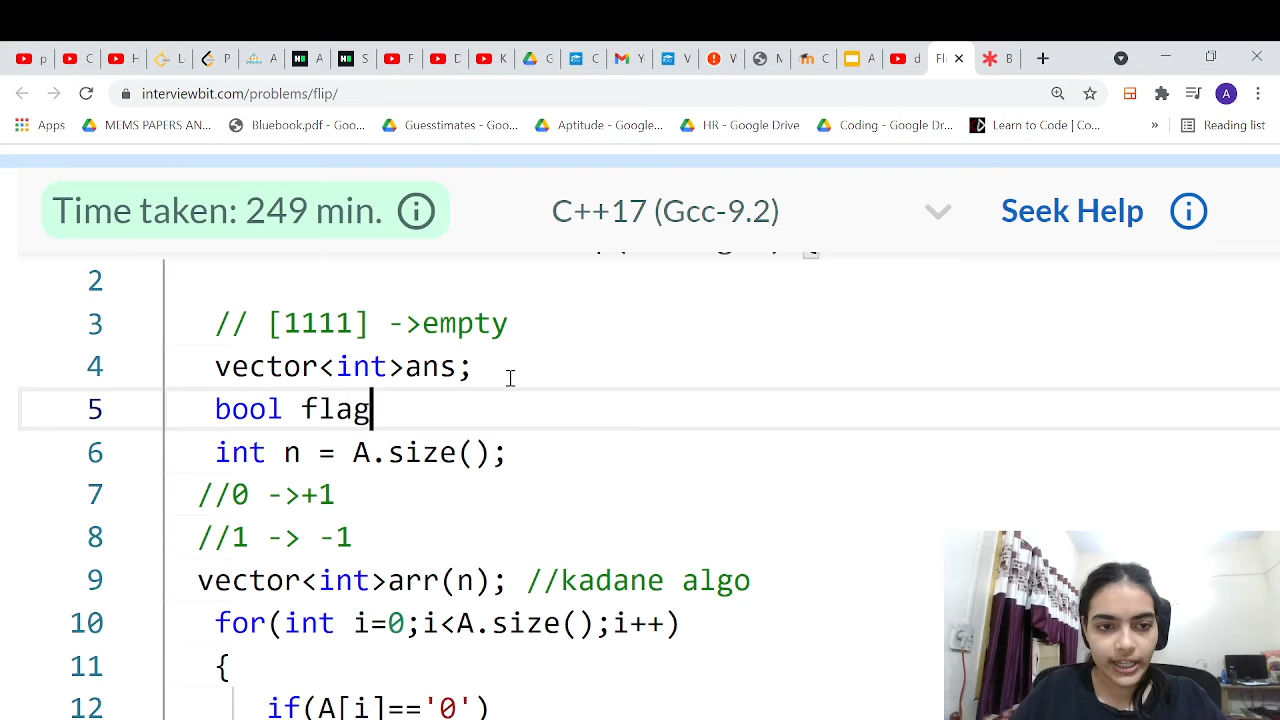 p C H L P A A S F D K G C Y V W M C A d Fli B
interviewbit.com/problems/flip/
A
Apps MEMS PAPERS AN... Bluebook.pdf - Goo... Guesstimates - Goo... Aptitude - Google... HR - Google Drive Coding - Google Dr... Learn to Code | Co... » Reading list
Time taken: 249 min. C++17 (Gcc-9.2) Seek Help
2
3 // [1111] ->empty
4 vector<int>ans;
5 bool flag
6 int n = A.size();
7 //0 ->+1
8 //1 -> -1
9 vector<int>arr(n); //kadane algo
10 for(int i=0;i<A.size();i++)
11 {
12 if(A[i]=='0')